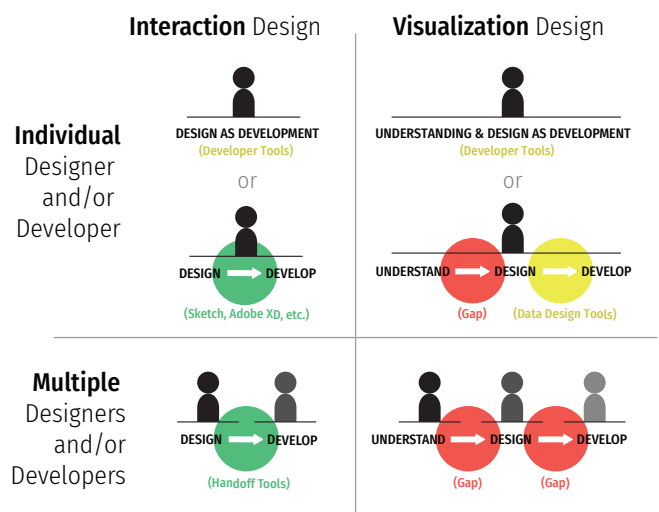 Interaction Design
Visualization Design
Individual
Designer
and/or
Developer
DESIGN AS DEVELOPMENT
(Developer Tools)
or
DESIGN DEVELOP
(Sketch, Adobe XD, etc.)
UNDERSTANDING & DESIGN AS DEVELOPMENT
(Developer Tools)
or
UNDERSTAND DESIGN DEVELOP
(Gap) (Data Design Tools)
Multiple
Designers
and/or
Developers
DESIGN DEVELOP
(Handoff Tools)
UNDERSTAND DESIGN DEVELOP
(Gap) (Gap)